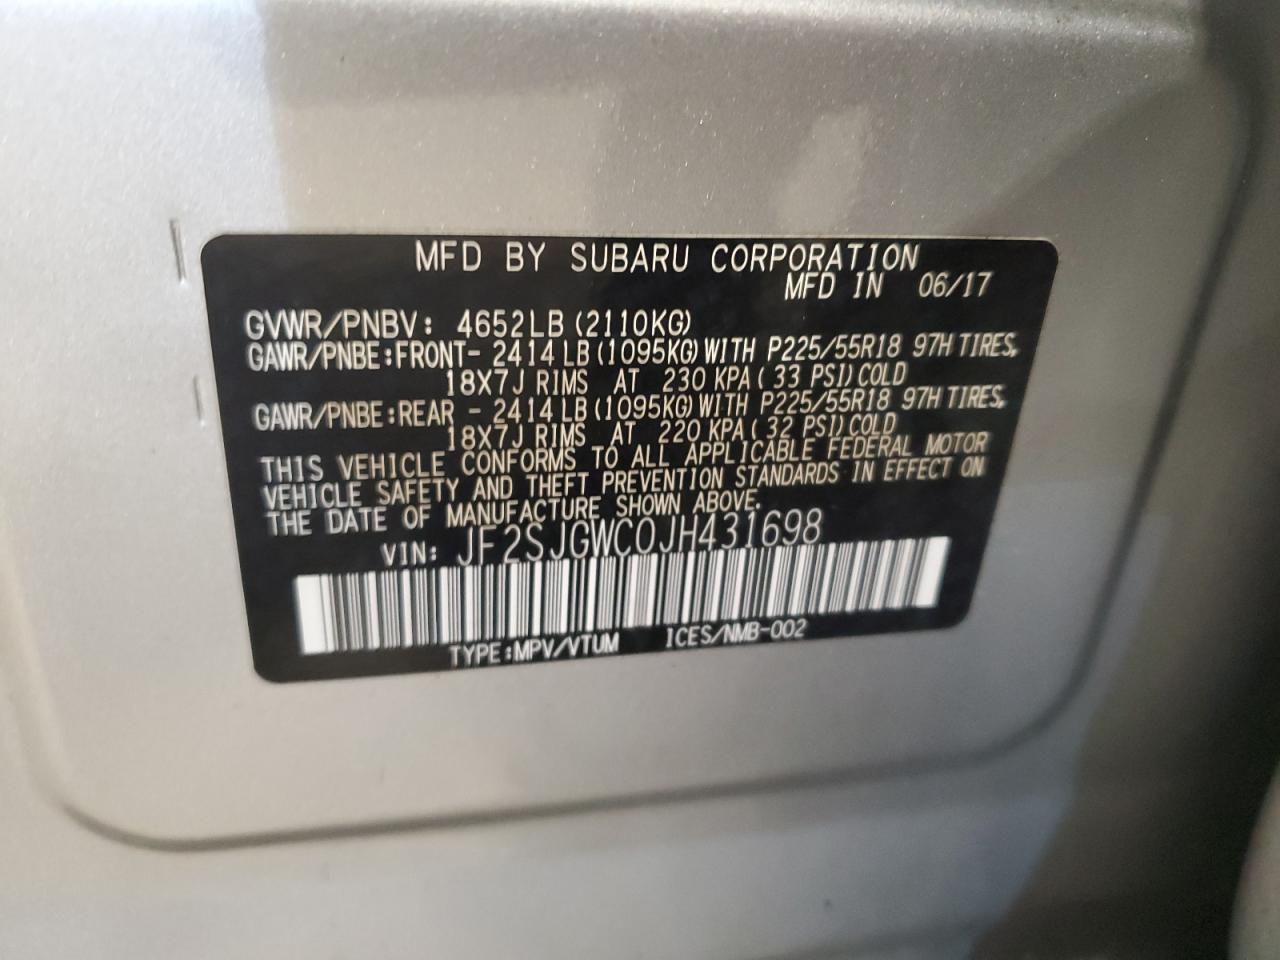 MFD BY SUBARU CORPORATION
MFD IN 06/17
GVWR/PNBV: 4652LB (2110KG)
GAWR/PNBE:FRONT- 2414 LB (1095KG) WITH P225/55R18 97H TIRES,
18X7J RIMS AT 230 KPA ( 33 PSI) COLD
GAWR/PNBE:REAR - 2414 LB (1095KG) WITH P225/55R18 97H TIRES,
18X7J RIMS AT 220 KPA ( 32 PSI) COLD
THIS VEHICLE CONFORMS TO ALL APPLICABLE FEDERAL MOTOR
VEHICLE SAFETY AND THEFT PREVENTION STANDARDS IN EFFECT ON
THE DATE OF MANUFACTURE SHOWN ABOVE.
VIN: JF2SJGWC0JH431698
TYPE:MPV/VTUM ICES/NMB-002